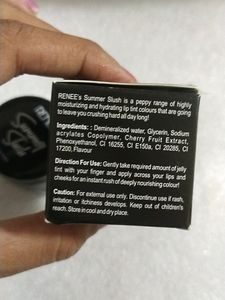 RENEE's Summer Slush is a peppy range of highly
moisturizing and hydrating lip tint colours that are going
to leave you crushing hard all day long!
Ingredients: : Demineralized water, Glycerin, Sodium
acrylates Copolymer, Cherry Fruit Extract,
Phenoxyethanol, CI 16255, CI E150a, CI 20285, CI
17200, Flavour
Direction For Use: Gently take required amount of jelly
tint with your finger and apply across your lips and
cheeks for an instant rush of deeply nourishing colour!
Caution: For external use only. Discontinue use if rash,
irritation or itchiness develops. Keep out of children's
reach. Store in cool and dry place.